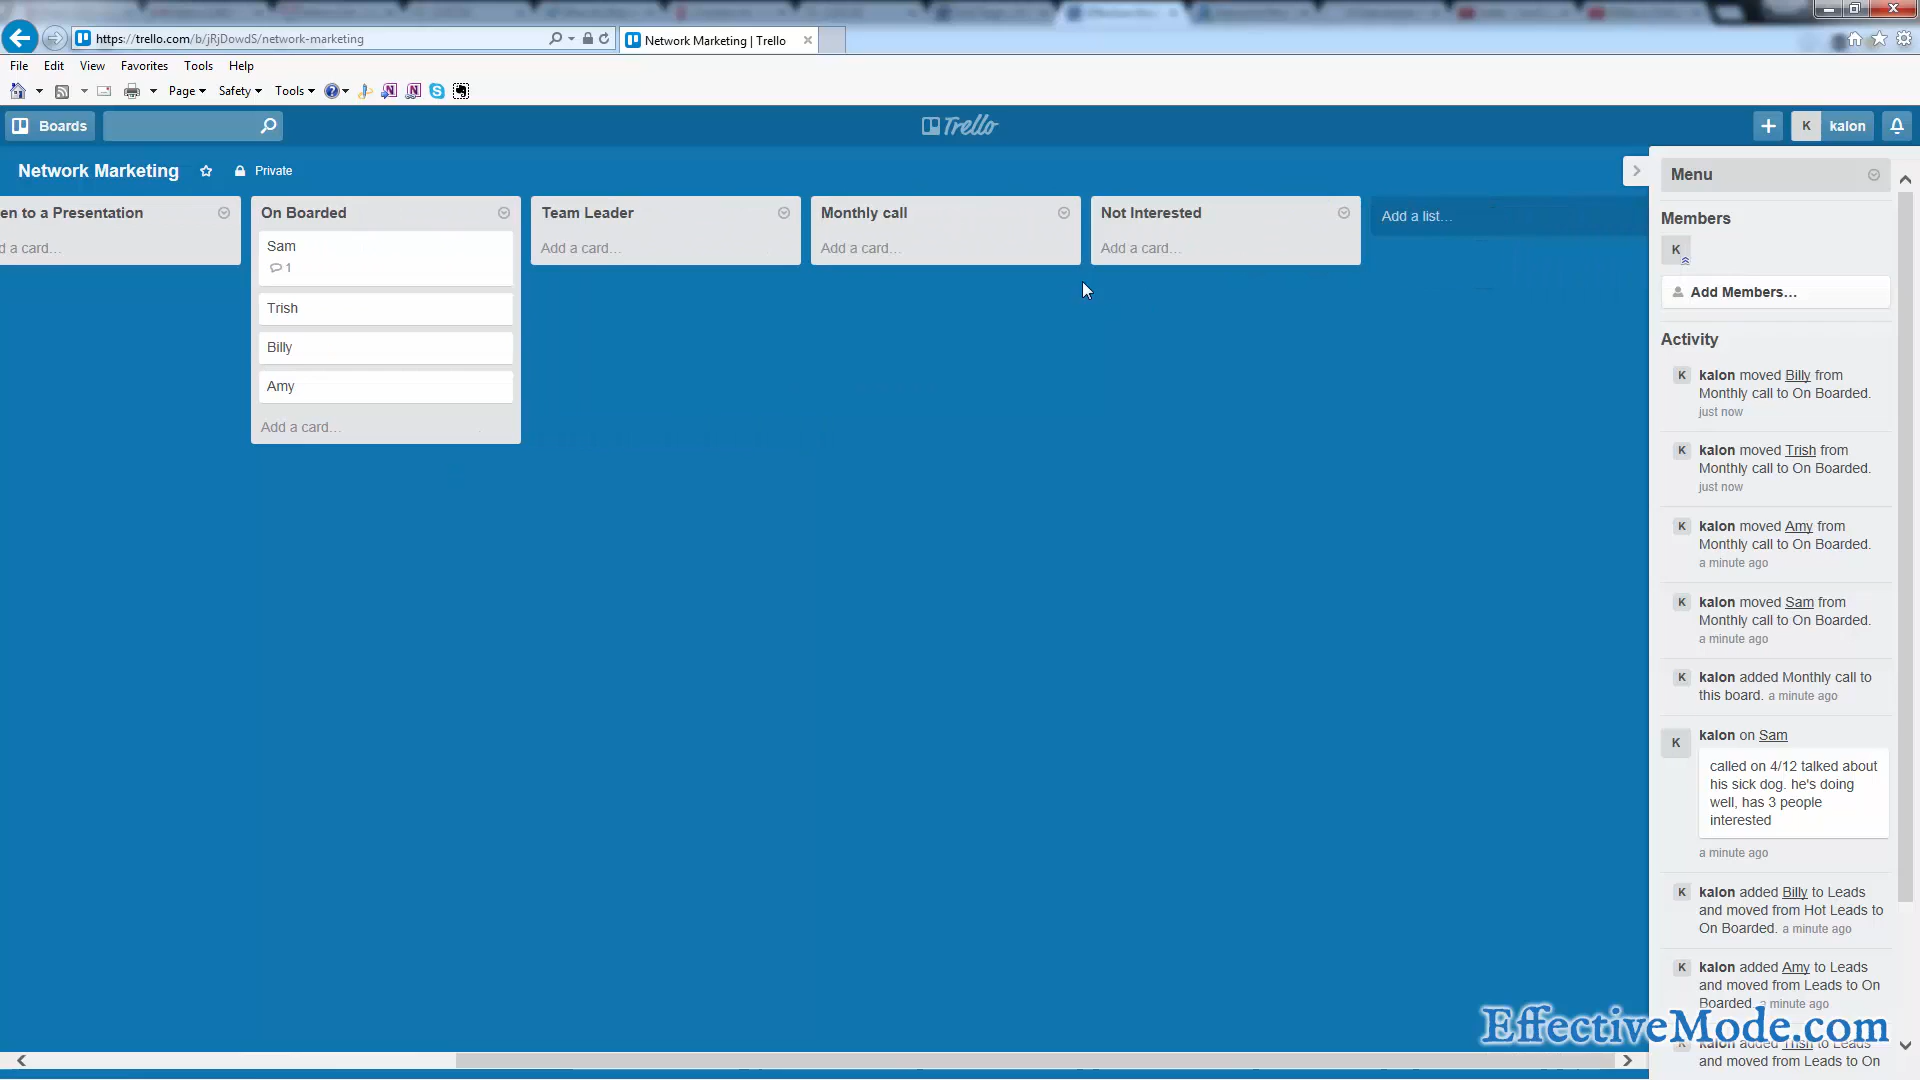 https://trello.com/b/jRjDowdS/network-marketing
Network Marketing | Trello
File Edit View Favorites Tools Help
Page Safety Tools
Boards
Trello
K kalon
Network Marketing Private
en to a Presentation
d a card…
On Boarded
Sam
1
Trish
Billy
Amy
Add a card…
Team Leader
Add a card…
Monthly call
Add a card…
Not Interested
Add a card…
Add a list…
Menu
Members
K
Add Members…
Activity
K kalon moved Billy from
Monthly call to On Boarded.
just now
K kalon moved Trish from
Monthly call to On Boarded.
just now
K kalon moved Amy from
Monthly call to On Boarded.
a minute ago
K kalon moved Sam from
Monthly call to On Boarded.
a minute ago
K kalon added Monthly call to
this board. a minute ago
K kalon on Sam
called on 4/12 talked about
his sick dog. he's doing
well, has 3 people
interested
a minute ago
K kalon added Billy to Leads
and moved from Hot Leads to
On Boarded. a minute ago
K kalon added Amy to Leads
and moved from Leads to On
Boarded. a minute ago
EffectiveMode.com
K kalon added Trish to Leads
and moved from Leads to On